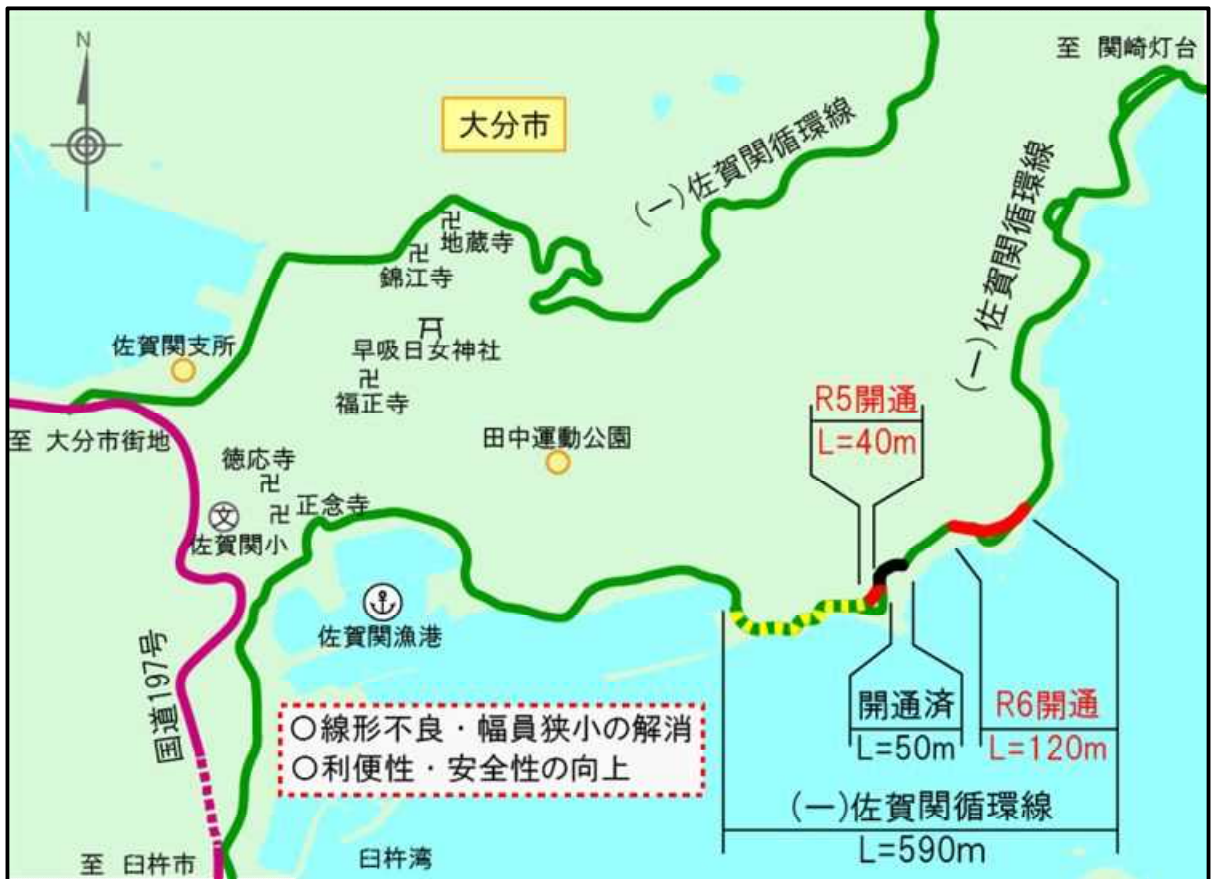 N
至 関崎灯台
大分市
(一)佐賀関循環線
(一)佐賀関循環線
卍
地蔵寺
卍
錦江寺
佐賀関支所
早吸日女神社
卍
福正寺
R5開通
L=40m
至 大分市街地
田中運動公園
徳応寺
卍
卍
正念寺
文
佐賀関小
佐賀関漁港
国道197号
○線形不良・幅員狭小の解消
○利便性・安全性の向上
開通済
L=50m
R6開通
L=120m
(一)佐賀関循環線
L=590m
至 臼杵市
臼杵湾